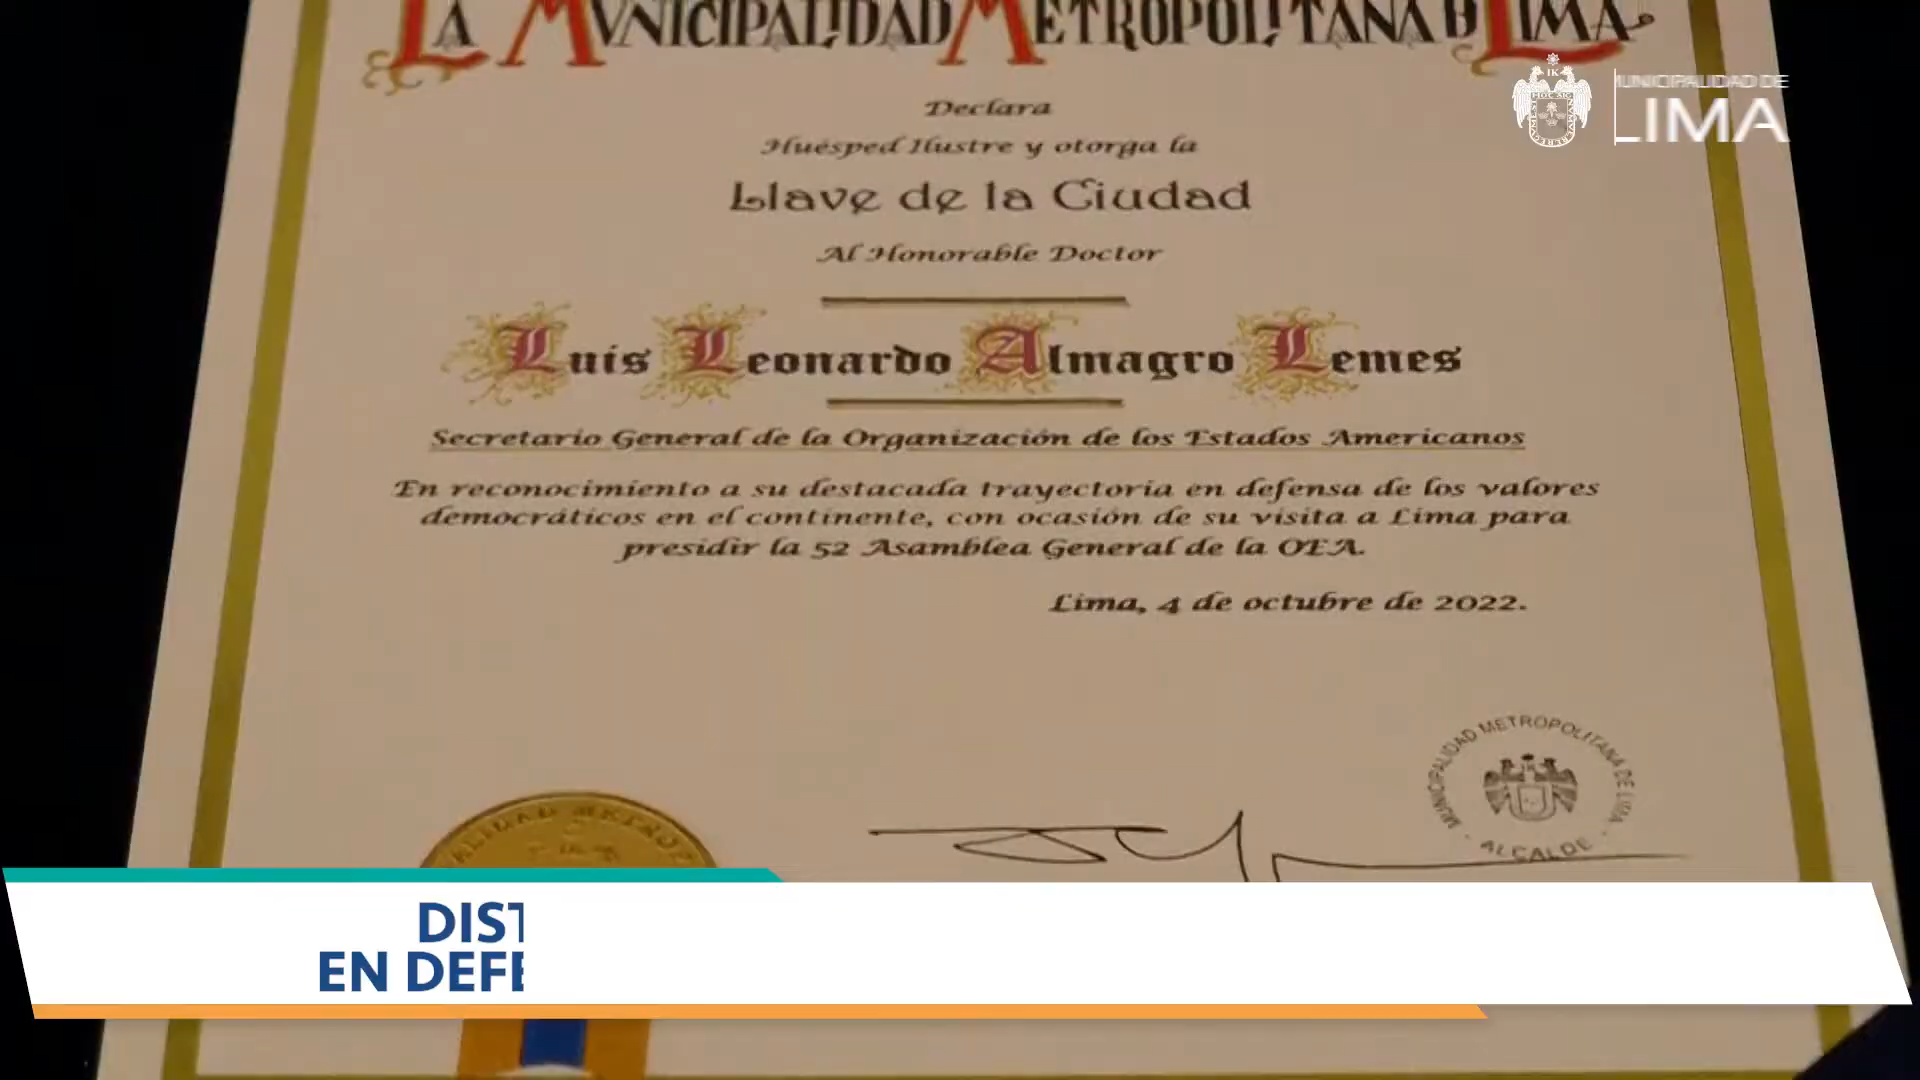 LA MVNICIPALIDAD METROPOLITANA D LIMA
MUNICIPALIDAD DE
LIMA
Declara
Huésped Ilustre y otorga la
Llave de la Ciudad
Al Honorable Doctor
Luis Leonardo Almagro Lemes
Secretario General de la Organización de los Estados Americanos
En reconocimiento a su destacada trayectoria en defensa de los valores
democráticos en el continente, con ocasión de su visita a Lima para
presidir la 52 Asamblea General de la OEA.
Lima, 4 de octubre de 2022.
MUNICIPALIDAD METROPOLITANA DE LIMA
ALCALDE
DIST
EN DEFE